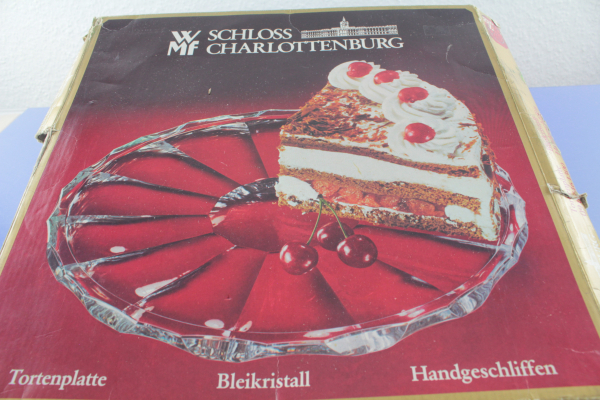 WMF SCHLOSS
CHARLOTTENBURG
Tortenplatte Bleikristall Handgeschliffen